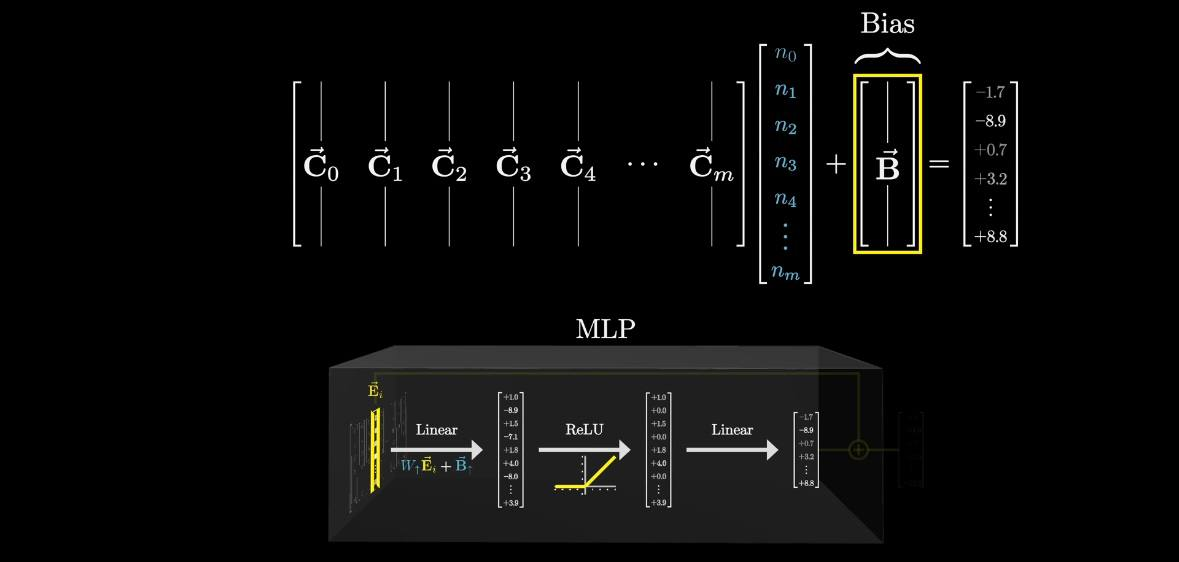 Bias
C⃗₀ C⃗₁ C⃗₂ C⃗₃ C⃗₄ ⋯ C⃗ₘ
n₀
n₁
n₂
n₃
n₄
⋮
nₘ
+
B⃗
=
−1.7
−8.9
+0.7
+3.2
⋮
+8.8
MLP
E⃗ᵢ
Linear
W↑E⃗ᵢ + B⃗↑
+1.0
−8.9
+1.5
−7.1
+1.8
+4.0
−8.0
⋮
+3.9
ReLU
+1.0
+0.0
+1.5
+0.0
+1.8
+4.0
+0.0
⋮
+3.9
Linear
−1.7
−8.9
+0.7
+3.2
⋮
+8.8
+